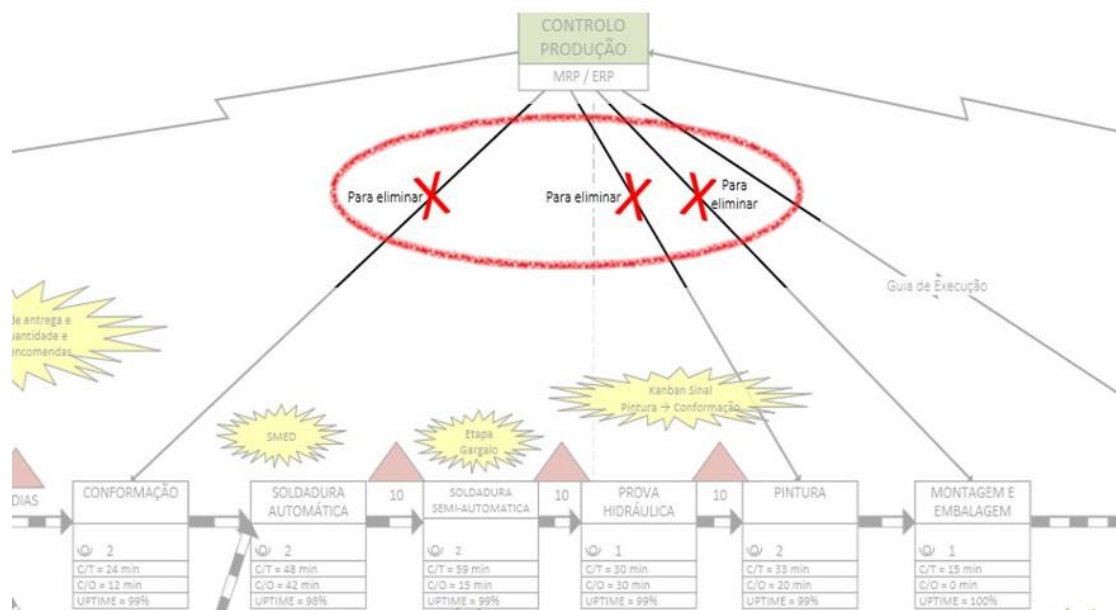 CONTROLO
PRODUÇÃO
MRP / ERP
Para eliminar
Para eliminar
Para
eliminar
Guia de Execução
de entrega e
uantidade e
encomendas
Kanban Sinal
Pintura → Conformação
SMED
Etapa
Gargalo
DIAS
CONFORMAÇÃO
2
C/T = 24 min
C/O = 12 min
UPTIME = 99%
SOLDADURA
AUTOMÁTICA
2
C/T = 48 min
C/O = 42 min
UPTIME = 98%
10
SOLDADURA
SEMI-AUTOMATICA
2
C/T = 59 min
C/O = 15 min
UPTIME = 99%
10
PROVA
HIDRÁULICA
1
C/T = 30 min
C/O = 30 min
UPTIME = 99%
10
PINTURA
2
C/T = 33 min
C/O = 20 min
UPTIME = 99%
MONTAGEM E
EMBALAGEM
1
C/T = 15 min
C/O = 0 min
UPTIME = 100%